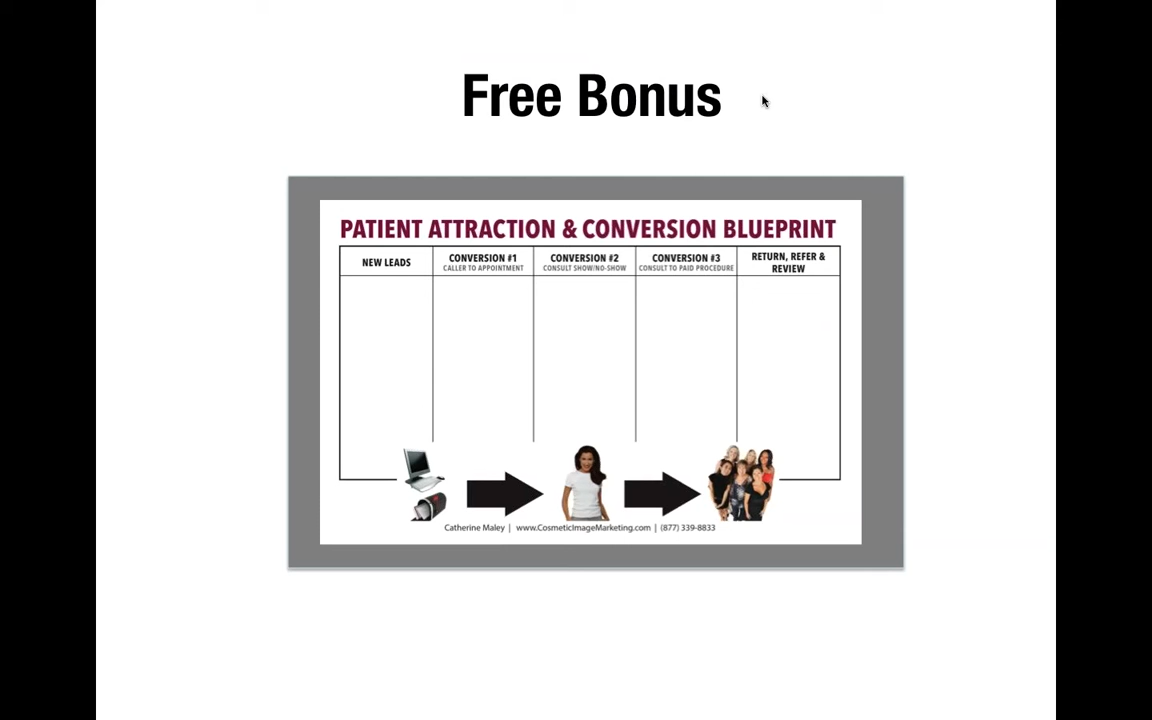 Free Bonus
PATIENT ATTRACTION & CONVERSION BLUEPRINT
NEW LEADS
CONVERSION #1
CALLER TO APPOINTMENT
CONVERSION #2
CONSULT SHOW/NO-SHOW
CONVERSION #3
CONSULT TO PAID PROCEDURE
RETURN, REFER &
REVIEW
Catherine Maley | www.CosmeticImageMarketing.com | (877) 339-8833